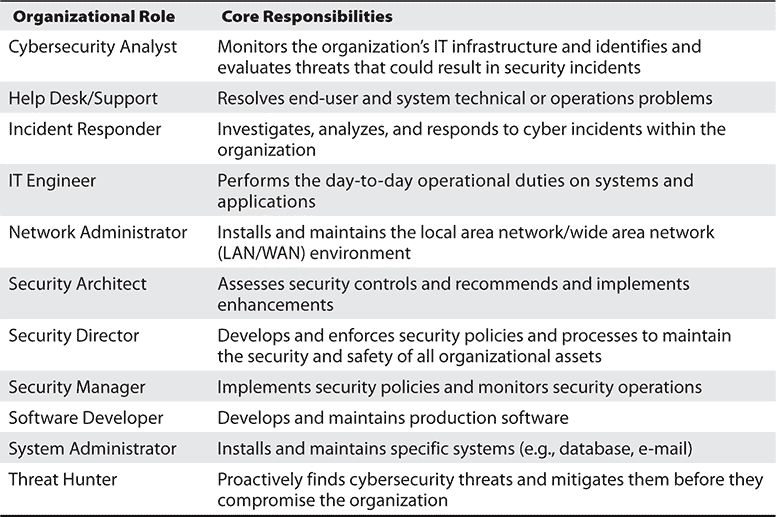 Organizational Role Core Responsibilities
Cybersecurity Analyst Monitors the organization’s IT infrastructure and identifies and
evaluates threats that could result in security incidents
Help Desk/Support Resolves end-user and system technical or operations problems
Incident Responder Investigates, analyzes, and responds to cyber incidents within the
organization
IT Engineer Performs the day-to-day operational duties on systems and
applications
Network Administrator Installs and maintains the local area network/wide area network
(LAN/WAN) environment
Security Architect Assesses security controls and recommends and implements
enhancements
Security Director Develops and enforces security policies and processes to maintain
the security and safety of all organizational assets
Security Manager Implements security policies and monitors security operations
Software Developer Develops and maintains production software
System Administrator Installs and maintains specific systems (e.g., database, e-mail)
Threat Hunter Proactively finds cybersecurity threats and mitigates them before they
compromise the organization